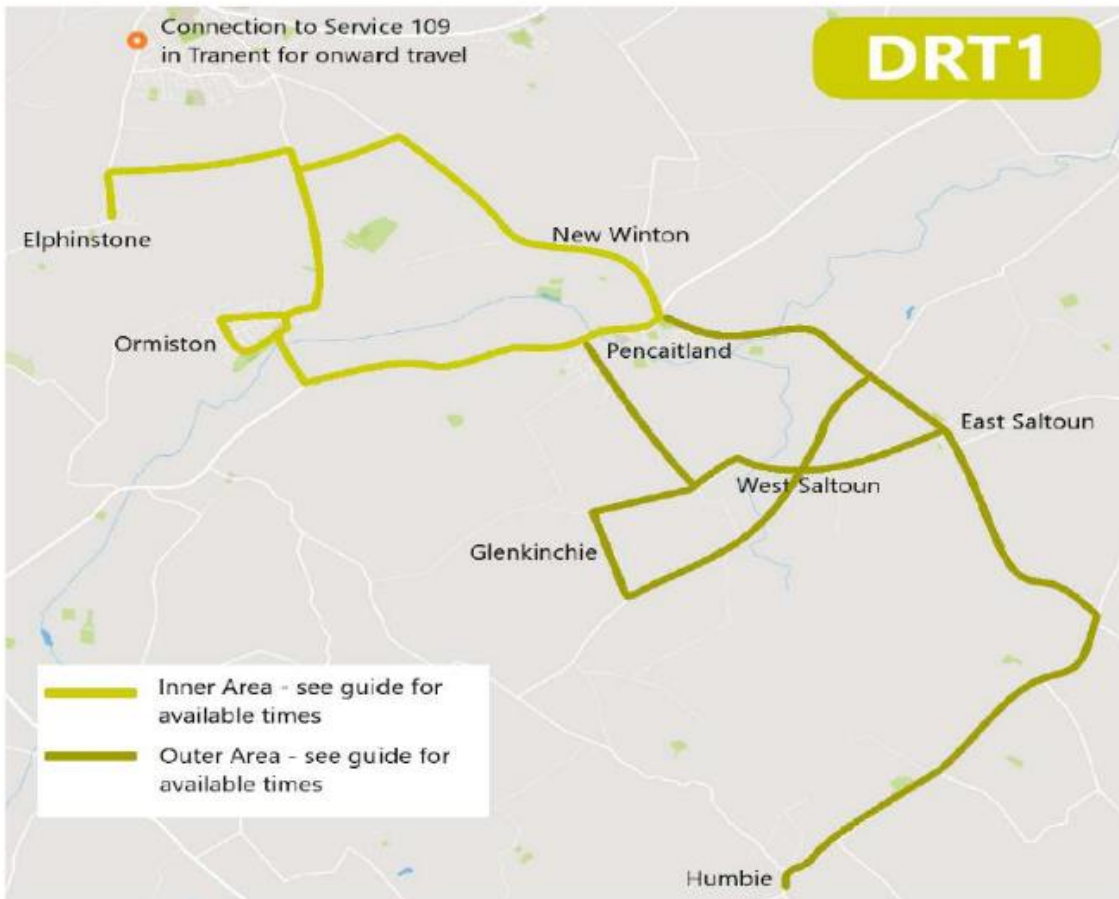 Connection to Service 109
in Tranent for onward travel
DRT1
Elphinstone
New Winton
Ormiston
Pencaitland
East Saltoun
West Saltoun
Glenkinchie
Inner Area - see guide for
available times
Outer Area - see guide for
available times
Humbie